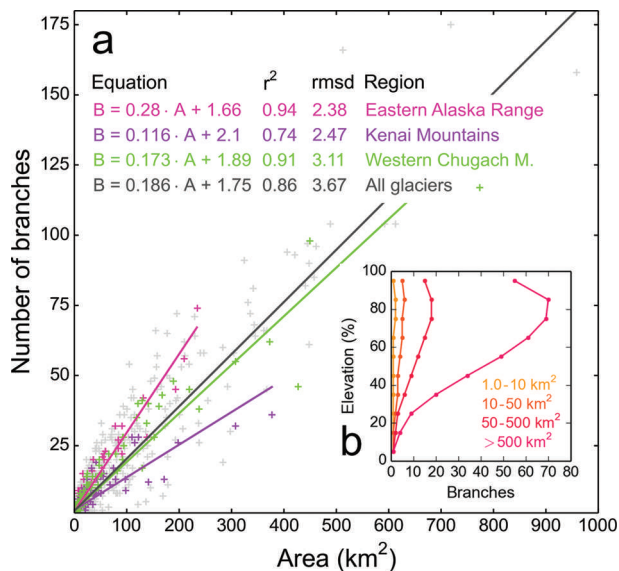 175
a
Equation r² rmsd Region
B = 0.28 · A + 1.66 0.94 2.38 Eastern Alaska Range
B = 0.116 · A + 2.1 0.74 2.47 Kenai Mountains
B = 0.173 · A + 1.89 0.91 3.11 Western Chugach M.
B = 0.186 · A + 1.75 0.86 3.67 All glaciers
150
125
100
75
50
25
Number of branches
0 100 200 300 400 500 600 700 800 900 1000
Area (km²)
100
80
60
40
20
0
Elevation (%)
1.0-10 km²
10-50 km²
50-500 km²
>500 km²
b
0 10 20 30 40 50 60 70 80
Branches